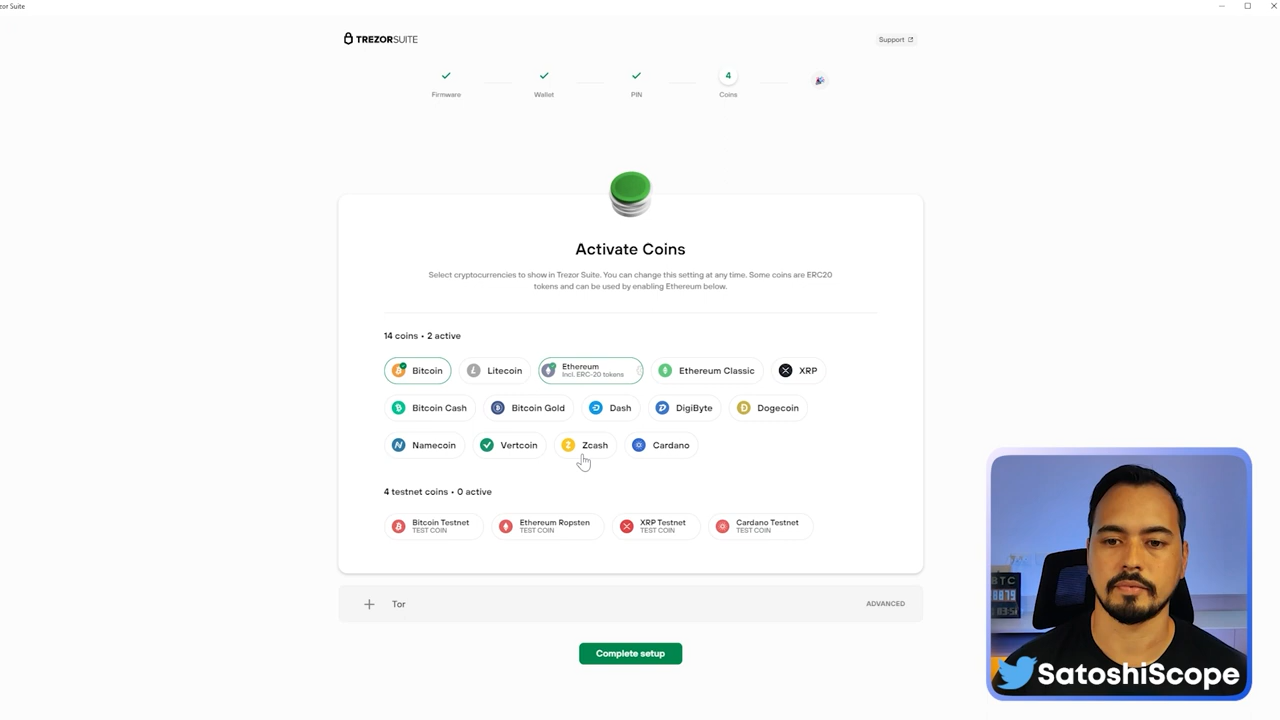 zor Suite
TREZORSUITE
Support
4
Firmware
Wallet
PIN
Coins
Activate Coins
Select cryptocurrencies to show in Trezor Suite. You can change this setting at any time. Some coins are ERC20
tokens and can be used by enabling Ethereum below.
14 coins • 2 active
Bitcoin
Litecoin
Ethereum
Incl. ERC-20 tokens
Ethereum Classic
XRP
Bitcoin Cash
Bitcoin Gold
Dash
DigiByte
Dogecoin
Namecoin
Vertcoin
Zcash
Cardano
4 testnet coins • 0 active
Bitcoin Testnet
TEST COIN
Ethereum Ropsten
TEST COIN
XRP Testnet
TEST COIN
Cardano Testnet
TEST COIN
Tor
ADVANCED
Complete setup
BTC
SatoshiScope